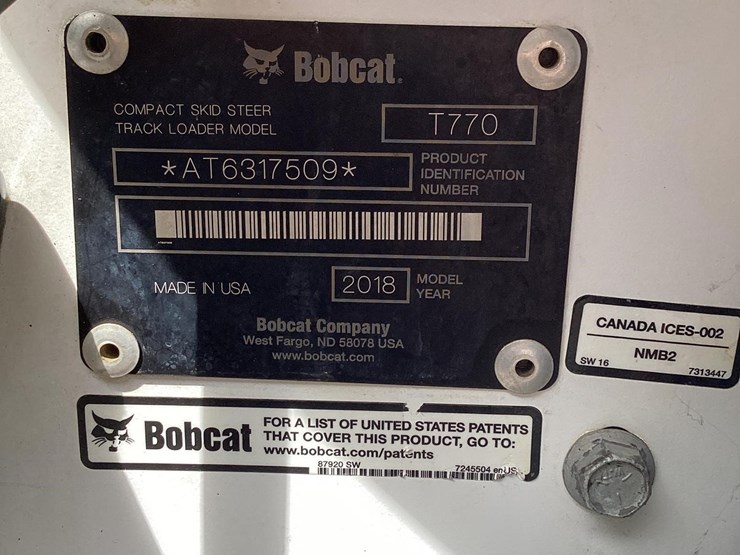 Bobcat.
COMPACT SKID STEER
TRACK LOADER MODEL
T770
*AT6317509*
PRODUCT
IDENTIFICATION
NUMBER
MADE IN USA
2018
MODEL
YEAR
Bobcat Company
West Fargo, ND 58078 USA
www.bobcat.com
CANADA ICES-002
NMB2
SW 16
7313447
Bobcat
FOR A LIST OF UNITED STATES PATENTS
THAT COVER THIS PRODUCT, GO TO:
www.bobcat.com/patents
87920 SW
7245504 enUS